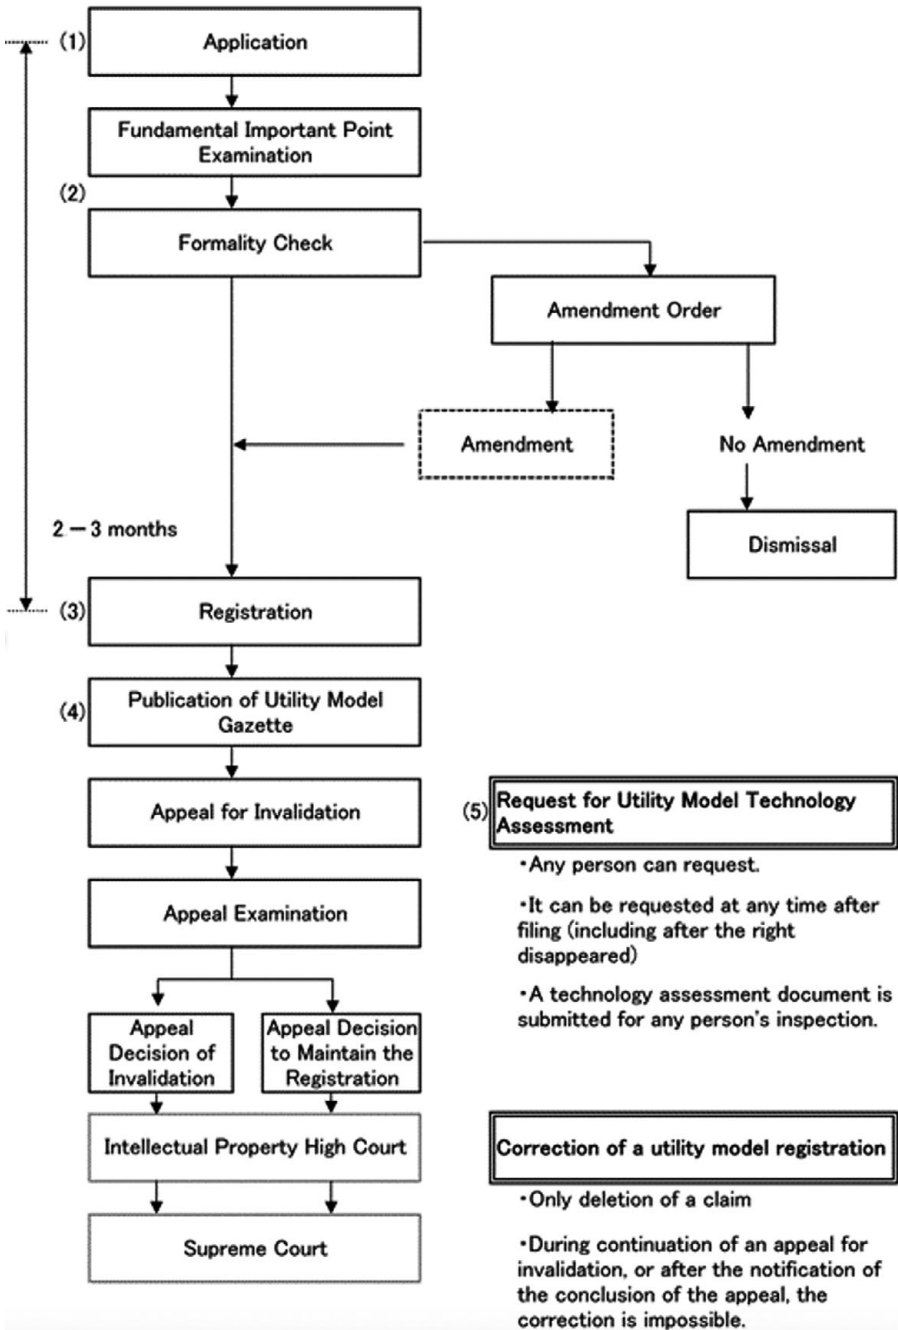 (1)
Application
Fundamental Important Point
Examination
(2)
Formality Check
Amendment Order
Amendment
No Amendment
2 － 3 months
Dismissal
(3)
Registration
(4)
Publication of Utility Model
Gazette
Appeal for Invalidation
Appeal Examination
Appeal
Decision of
Invalidation
Appeal Decision
to Maintain the
Registration
Intellectual Property High Court
Supreme Court
(5)
Request for Utility Model Technology
Assessment
・Any person can request.
・It can be requested at any time after
filing (including after the right
disappeared)
・A technology assessment document is
submitted for any person's inspection.
Correction of a utility model registration
・Only deletion of a claim
・During continuation of an appeal for
invalidation, or after the notification of
the conclusion of the appeal, the
correction is impossible.